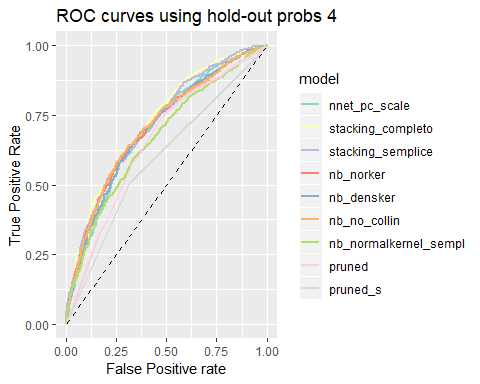 ROC curves using hold-out probs 4
True Positive Rate
1.00
0.75
0.50
0.25
0.00
0.00 0.25 0.50 0.75 1.00
False Positive rate
model
nnet_pc_scale
stacking_completo
stacking_semplice
nb_norker
nb_densker
nb_no_collin
nb_normalkernel_sempl
pruned
pruned_s